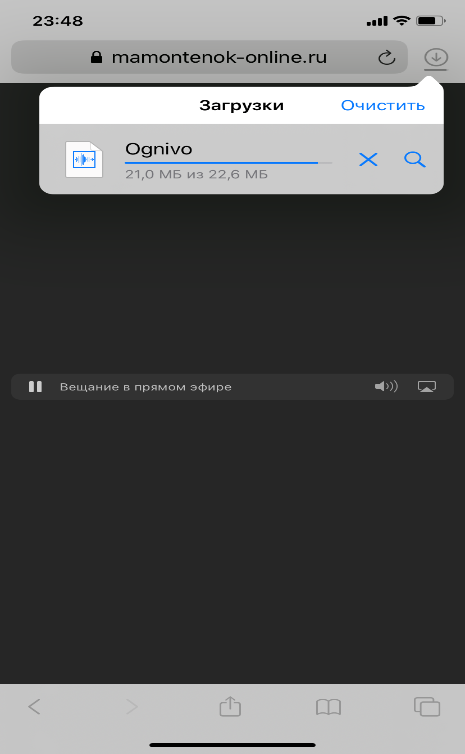 23:48
mamontenok-online.ru
Загрузки Очистить
Ognivo
21,0 МБ из 22,6 МБ
Вещание в прямом эфире